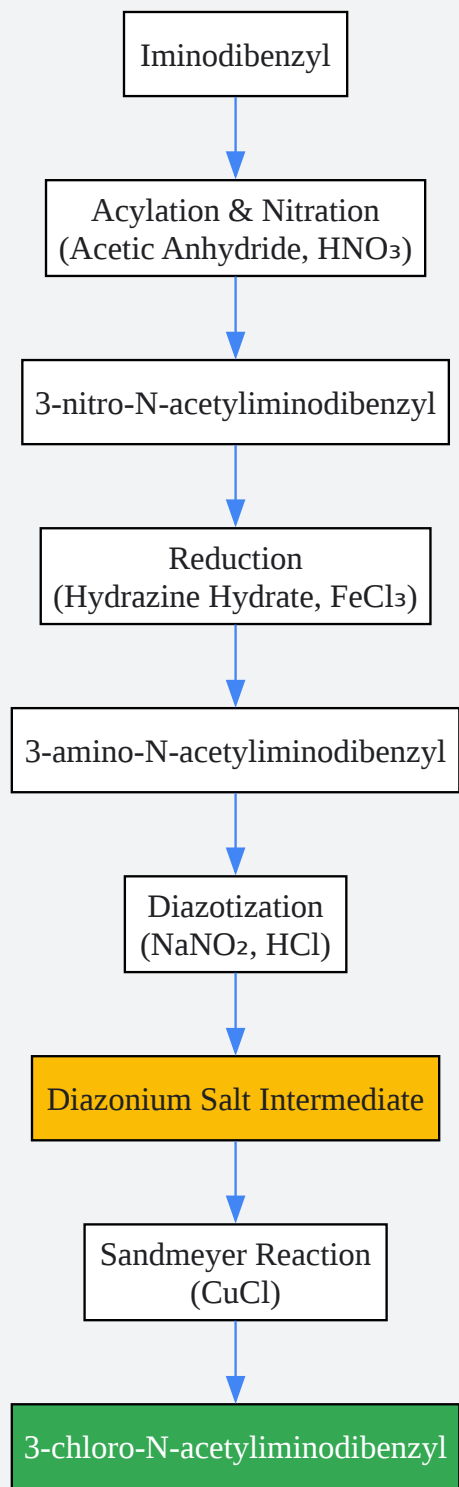 Iminodibenzyl
Acylation & Nitration
(Acetic Anhydride, HNO₃)
3-nitro-N-acetyliminodibenzyl
Reduction
(Hydrazine Hydrate, FeCl₃)
3-amino-N-acetyliminodibenzyl
Diazotization
(NaNO₂, HCl)
Diazonium Salt Intermediate
Sandmeyer Reaction
(CuCl)
3-chloro-N-acetyliminodibenzyl